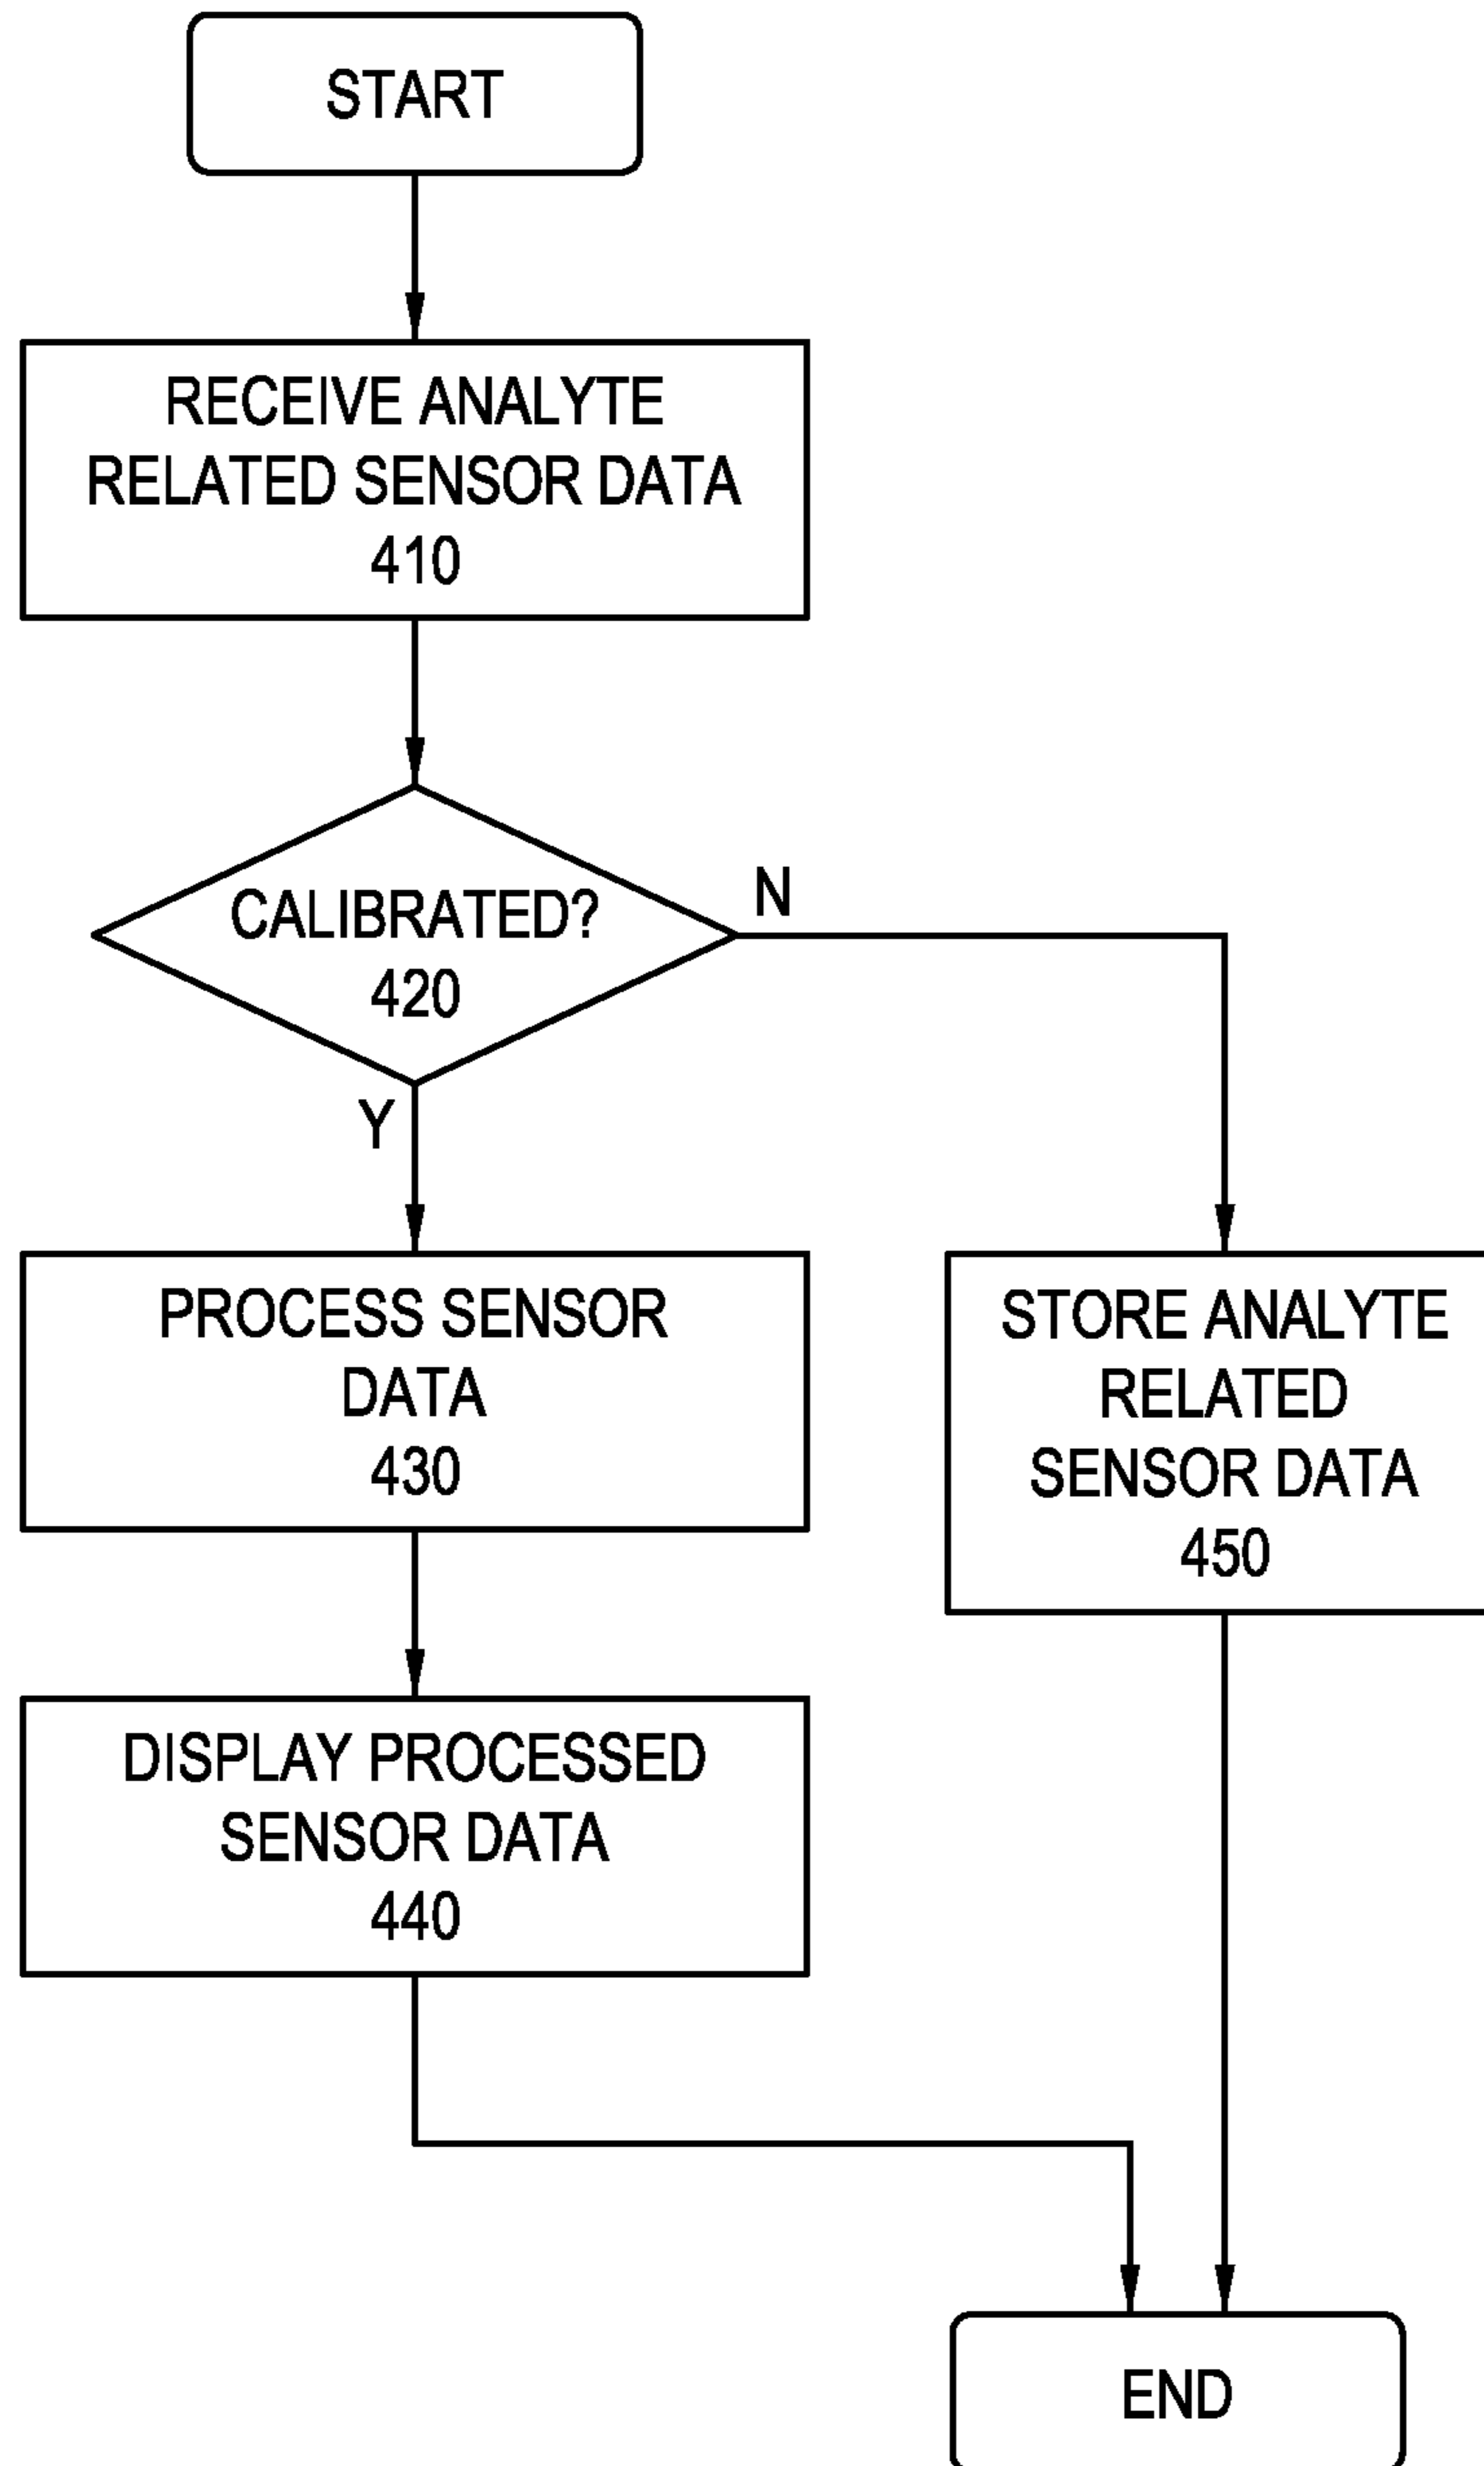 START
RECEIVE ANALYTE
RELATED SENSOR DATA
410
CALIBRATED?
420
N
Y
PROCESS SENSOR
DATA
430
STORE ANALYTE
RELATED
SENSOR DATA
450
DISPLAY PROCESSED
SENSOR DATA
440
END